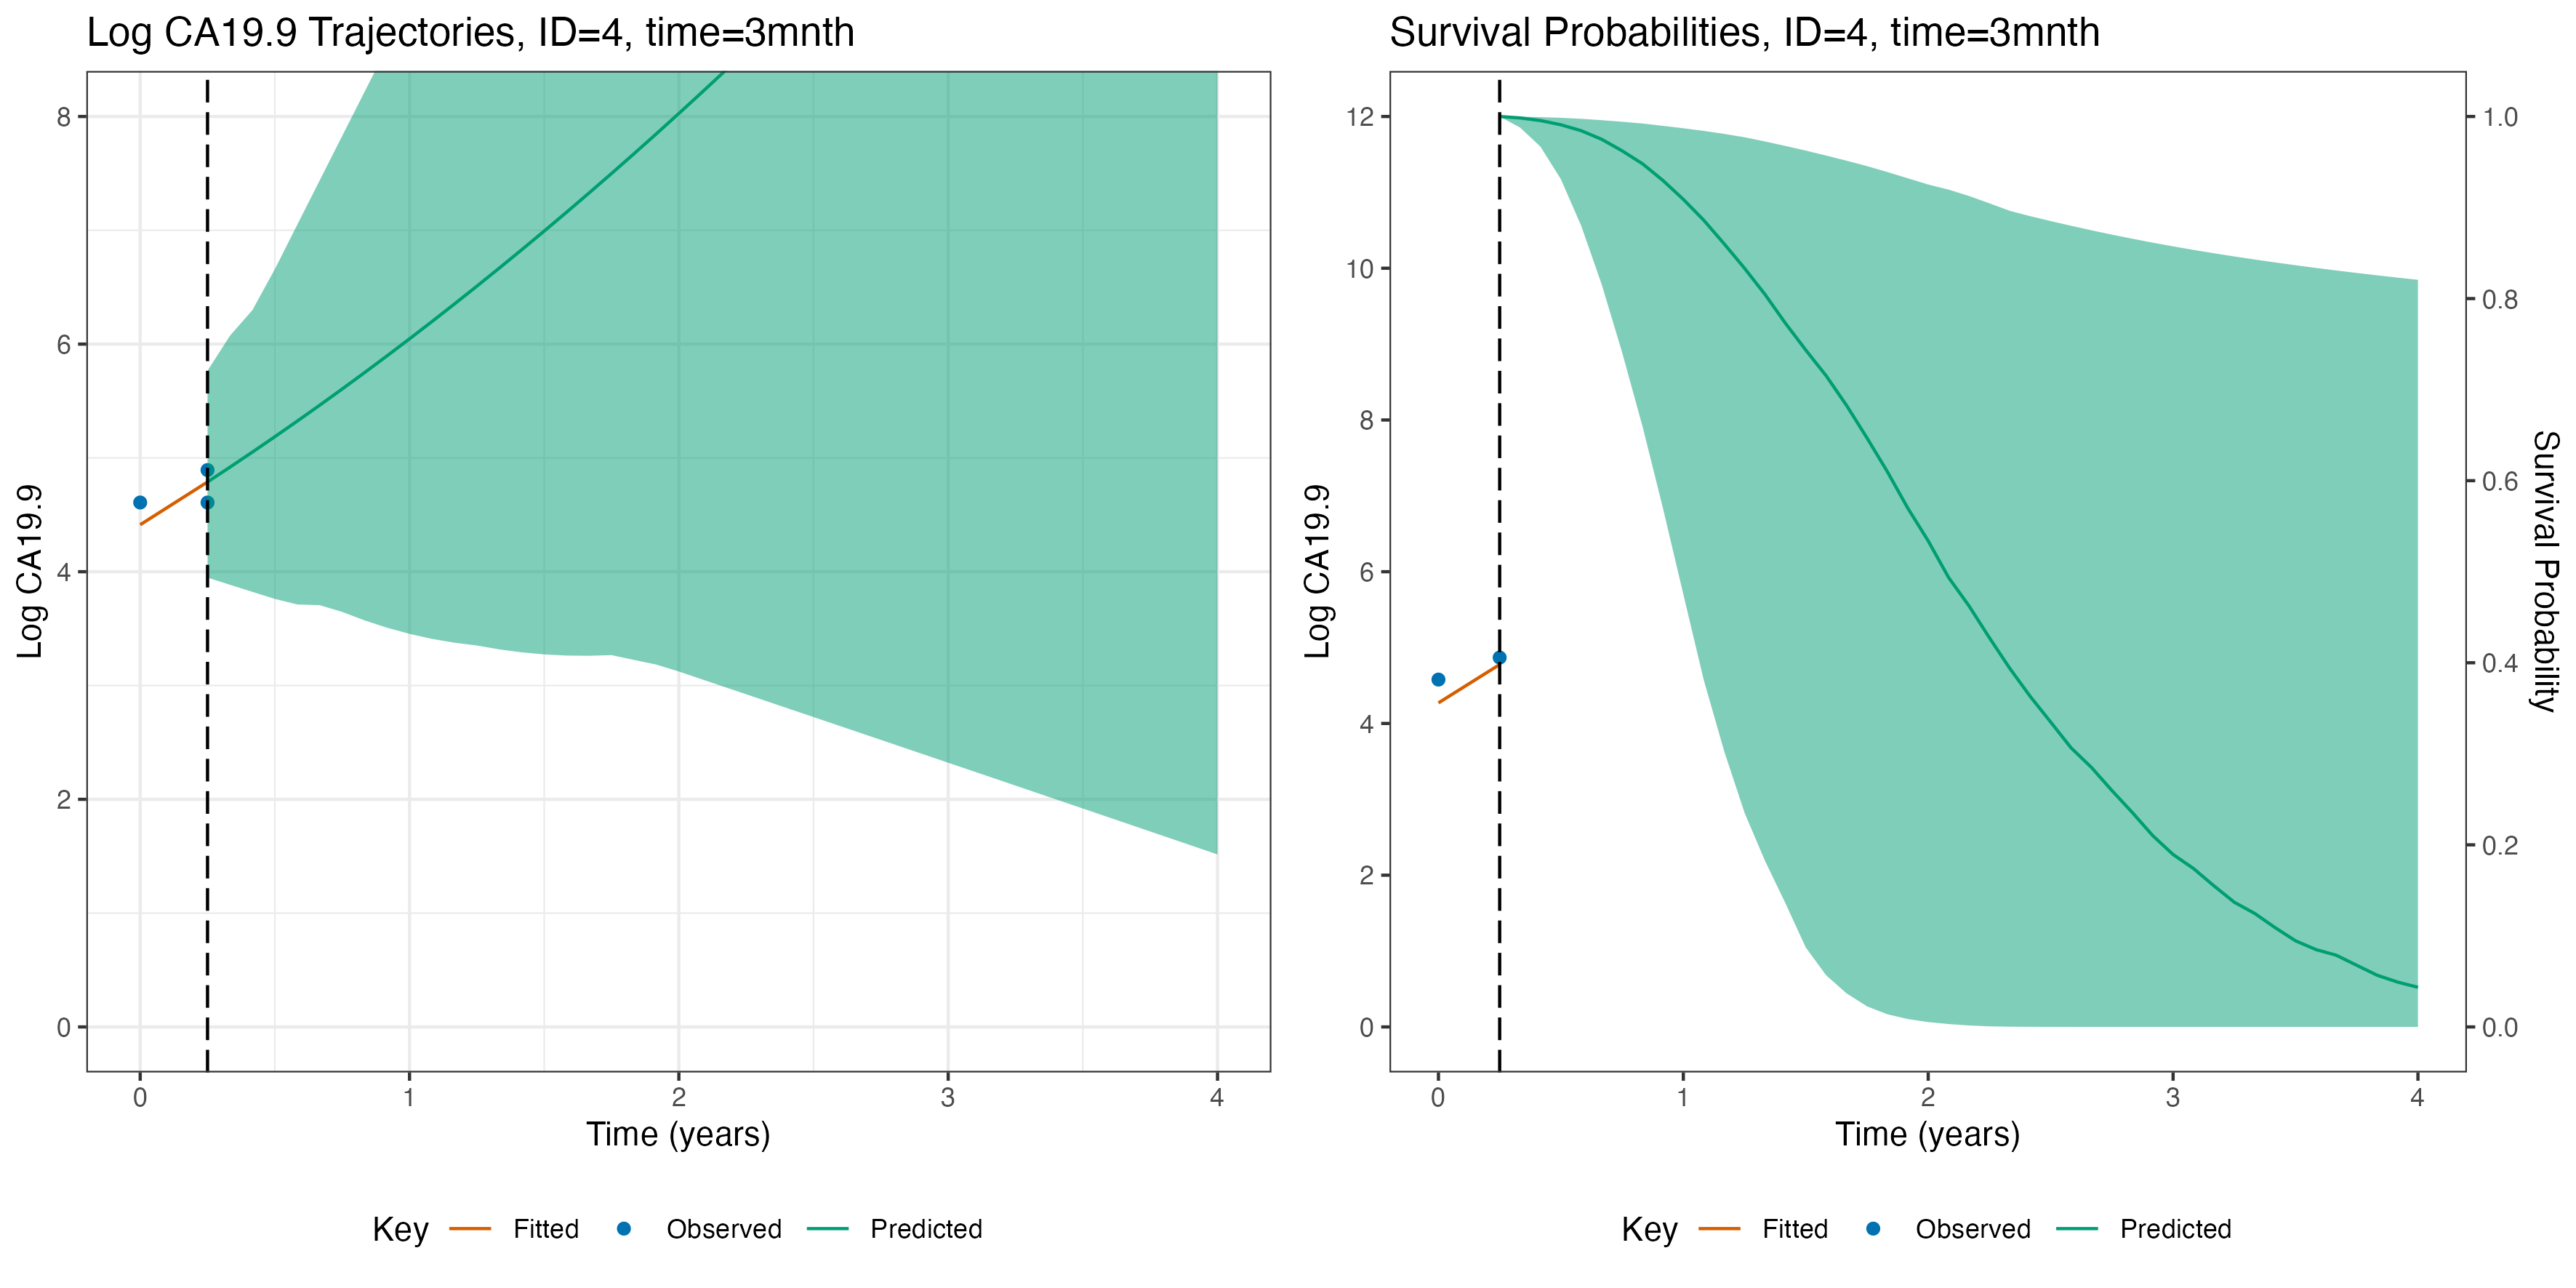 Log CA19.9 Trajectories, ID=4, time=3mnth
8
6
4
2
0
Log CA19.9
0 1 2 3 4
Time (years)
Key Fitted Observed Predicted
Survival Probabilities, ID=4, time=3mnth
12
10
8
6
4
2
0
Log CA19.9
1.0
0.8
0.6
0.4
0.2
0.0
Survival Probability
0 1 2 3 4
Time (years)
Key Fitted Observed Predicted